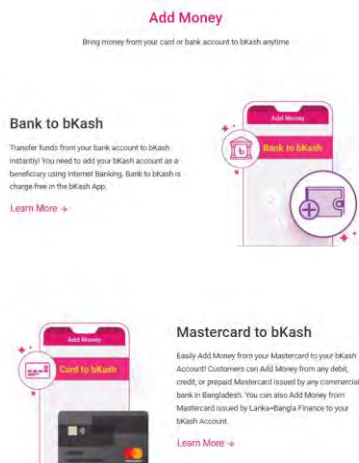 Add Money
Bring money from your card or bank account to bKash anytime
Bank to bKash
Transfer funds from your bank account to bKash
instantly! You need to add your bKash account as a
beneficiary using Internet Banking. Bank to bKash is
charge free in the bKash App.
Learn More →
Add Money
Bank to bKash
Add Money
Card to bKash
Mastercard to bKash
Easily Add Money from your Mastercard to your bKash
Account! Customers can Add Money from any debit,
credit, or prepaid Mastercard issued by any commercial
bank in Bangladesh. You can also Add Money from
Mastercard issued by Lanka-Bangla Finance to your
bKash Account
Learn More →